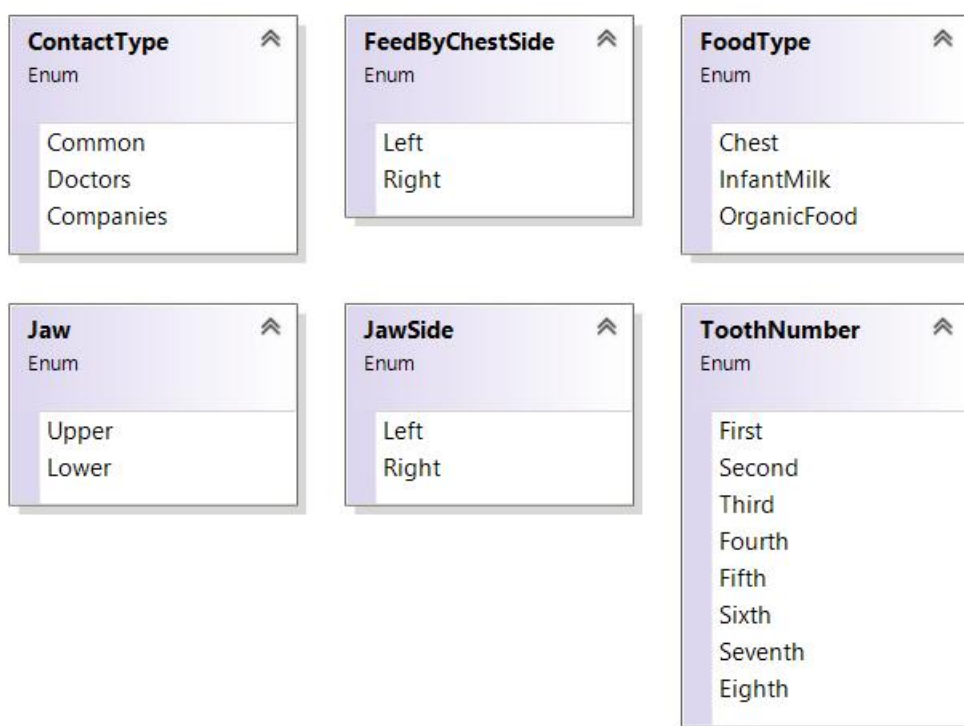 ContactType
Enum
Common
Doctors
Companies
FeedByChestSide
Enum
Left
Right
FoodType
Enum
Chest
InfantMilk
OrganicFood
Jaw
Enum
Upper
Lower
JawSide
Enum
Left
Right
ToothNumber
Enum
First
Second
Third
Fourth
Fifth
Sixth
Seventh
Eighth